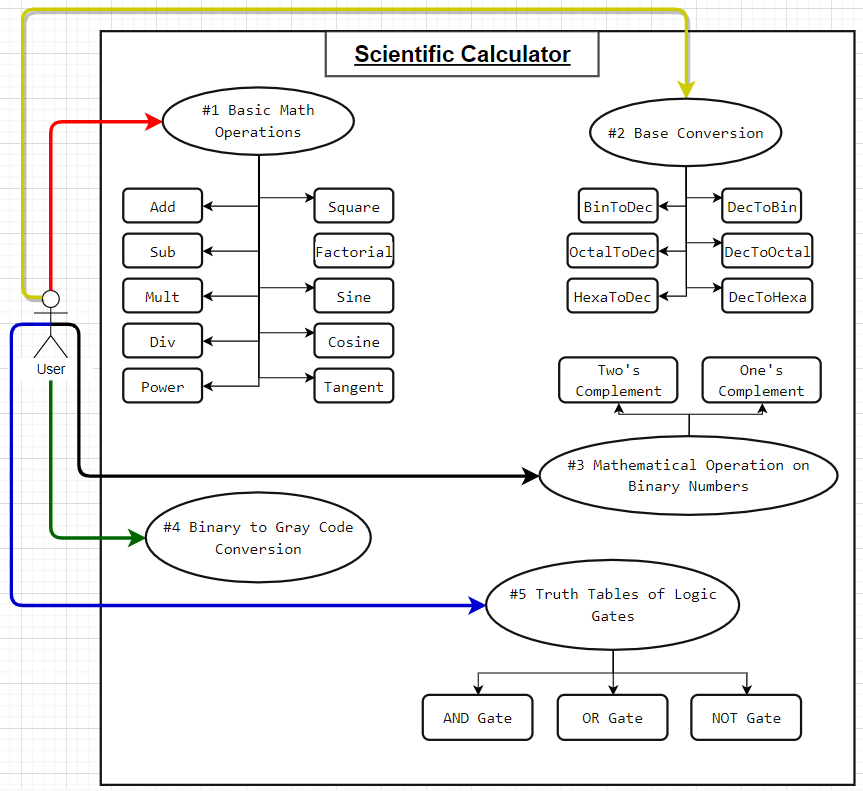 Scientific Calculator
#1 Basic Math
Operations
#2 Base Conversion
Add
Square
Sub
Factorial
Mult
Sine
Div
Cosine
Power
Tangent
BinToDec
DecToBin
OctalToDec
DecToOctal
HexaToDec
DecToHexa
User
Two's
Complement
One's
Complement
#3 Mathematical Operation on
Binary Numbers
#4 Binary to Gray Code
Conversion
#5 Truth Tables of Logic
Gates
AND Gate
OR Gate
NOT Gate